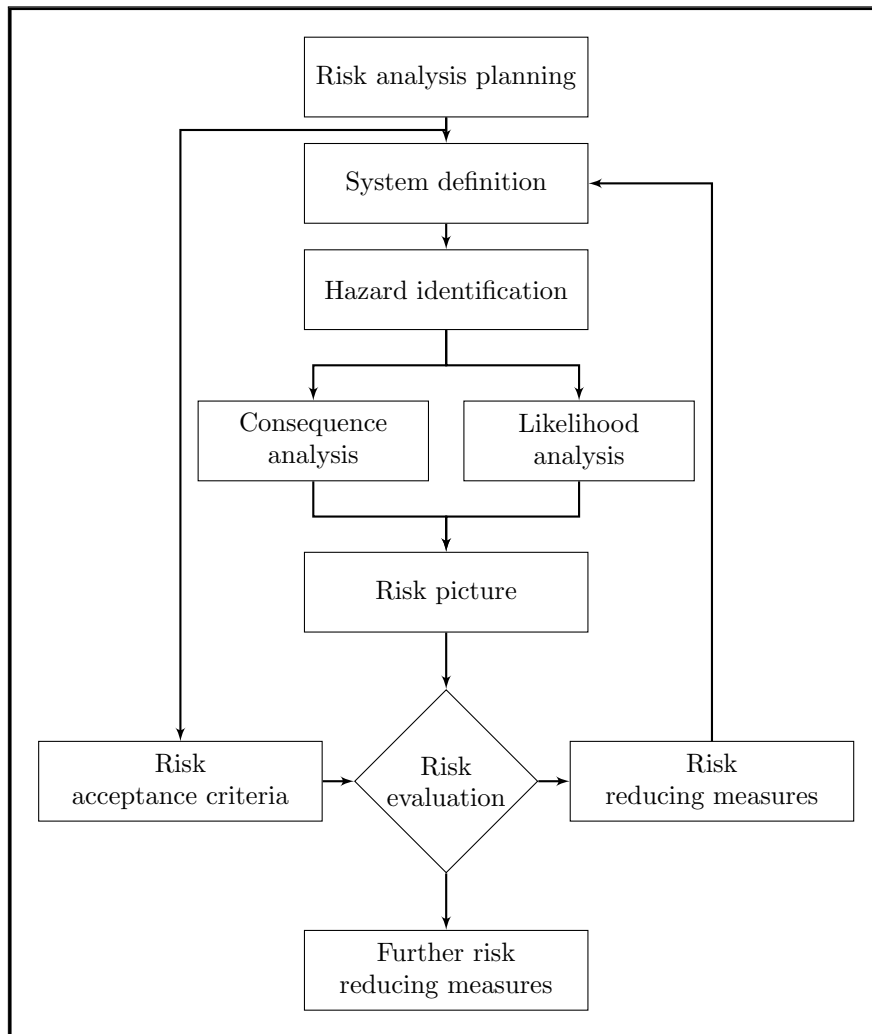 Risk analysis planning
System definition
Hazard identification
Consequence
analysis
Likelihood
analysis
Risk picture
Risk
acceptance criteria
Risk
evaluation
Risk
reducing measures
Further risk
reducing measures